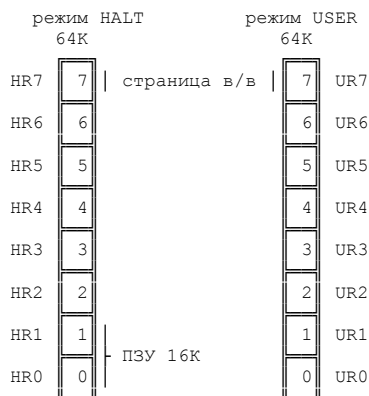 режим HALT режим USER
64K 64K
HR7 7 страница в/в 7 UR7
HR6 6 6 UR6
HR5 5 5 UR5
HR4 4 4 UR4
HR3 3 3 UR3
HR2 2 2 UR2
HR1 1 1 UR1
ПЗУ 16К
HR0 0 0 UR0